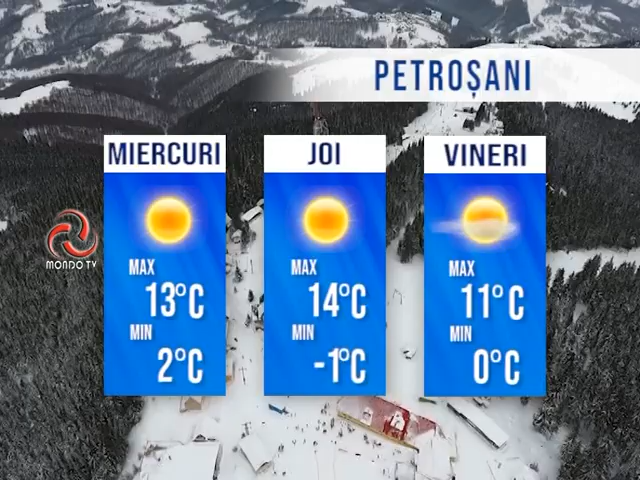 PETROȘANI
MIERCURI
MAX
13°C
MIN
2°C
JOI
MAX
14°C
MIN
-1°C
VINERI
MAX
11°C
MIN
0°C
MONDO TV